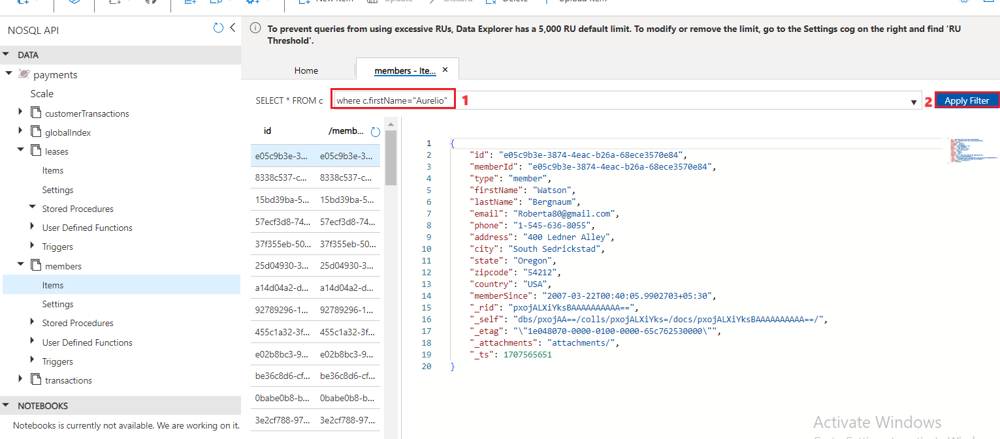 New Item Update Discard Delete Upload Item
NOSQL API
To prevent queries from using excessive RUs, Data Explorer has a 5,000 RU default limit. To modify or remove the limit, go to the Settings cog on the right and find 'RU
Threshold'.
DATA
payments
Scale
customerTransactions
globalIndex
leases
Items
Settings
Stored Procedures
User Defined Functions
Triggers
members
Items
Settings
Stored Procedures
User Defined Functions
Triggers
transactions
NOTEBOOKS
Notebooks is currently not available. We are working on it.
Home
members - Ite...
SELECT * FROM c where c.firstName="Aurelio" 1 2 Apply Filter
id /memb...
e05c9b3e-3... e05c9b3e-3...
8338c537-c... 8338c537-c...
15bd39ba-5... 15bd39ba-5...
57ecf3d8-74... 57ecf3d8-74...
37f355eb-50... 37f355eb-50...
25d04930-3... 25d04930-3...
a14d04a2-d... a14d04a2-d...
92789296-1... 92789296-1...
455c1a32-3f... 455c1a32-3f...
e02b8bc3-9... e02b8bc3-9...
be36c8d6-cf... be36c8d6-cf...
0babe0b8-b... 0babe0b8-b...
3e2cf788-97... 3e2cf788-97...
1 {
2 "id": "e05c9b3e-3874-4eac-b26a-68ece3570e84",
3 "memberId": "e05c9b3e-3874-4eac-b26a-68ece3570e84",
4 "type": "member",
5 "firstName": "Watson",
6 "lastName": "Bergnaum",
7 "email": "Roberta80@gmail.com",
8 "phone": "1-545-636-8055",
9 "address": "400 Ledner Alley",
10 "city": "South Sedrickstad",
11 "state": "Oregon",
12 "zipcode": "54212",
13 "country": "USA",
14 "memberSince": "2007-03-22T00:40:05.9902703+05:30",
15 "_rid": "pxojALXiYksBAAAAAAAAAA==",
16 "_self": "dbs/pxojAA==/colls/pxojALXiYks=/docs/pxojALXiYksBAAAAAAAAAA==/",
17 "_etag": "\"1e048070-0000-0100-0000-65c762530000\"",
18 "_attachments": "attachments/",
19 "_ts": 1707565651
20 }
Activate Windows